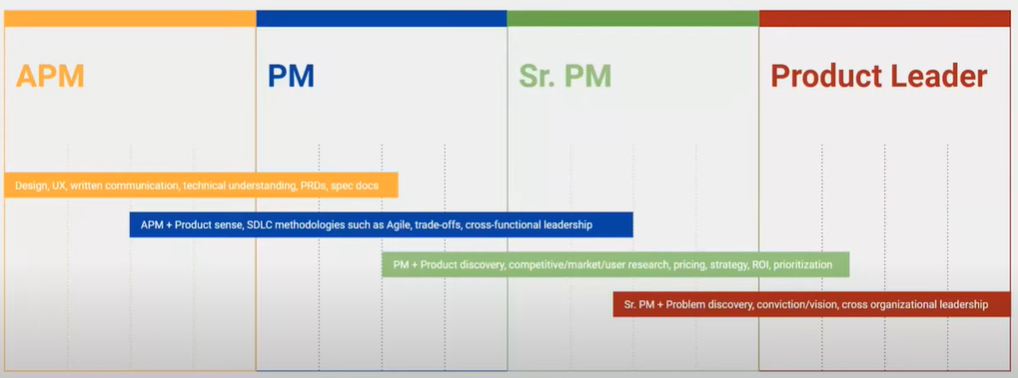 APM
PM
Sr. PM
Product Leader
Design, UX, written communication, technical understanding, PRDs, spec docs
APM + Product sense, SDLC methodologies such as Agile, trade-offs, cross-functional leadership
PM + Product discovery, competitive/market/user research, pricing, strategy, ROI, prioritization
Sr. PM + Problem discovery, conviction/vision, cross organizational leadership